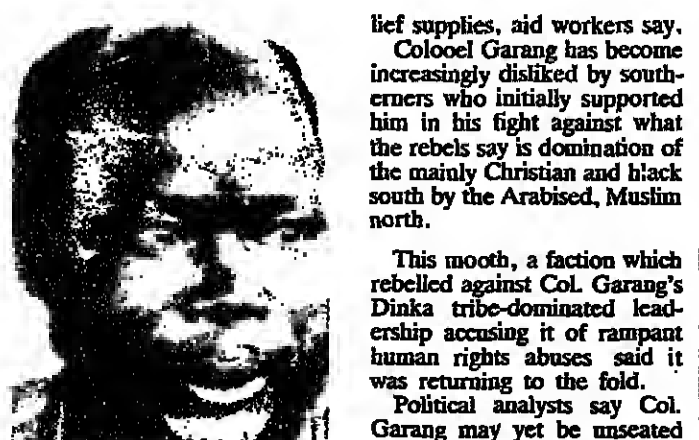 lief supplies, aid workers say.
Colooel Garang has become
increasingly disliked by south-
erners who initially supported
him in his fight against what
the rebels say is domination of
the mainly Christian and black
south by the Arabised, Muslim
north.
This mooth, a faction which
rebelled against Col. Garang's
Dinka tribe-dominated lead-
ership accusing it of rampant
human rights abuses said it
was returning to the fold.
Political analysts say Col.
Garang may yet be unseated